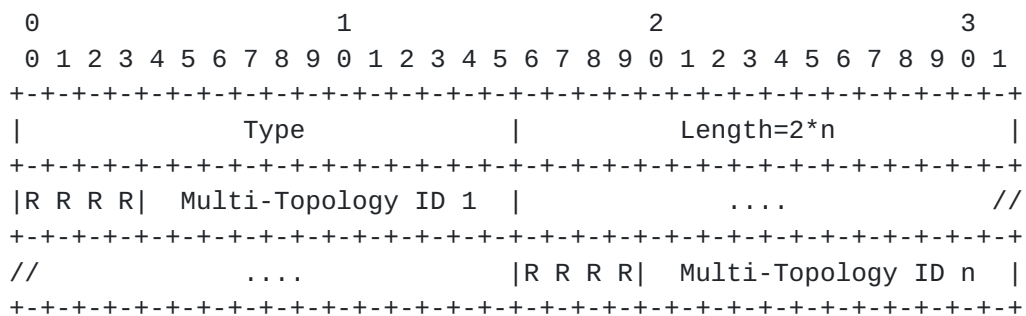 0                   1                   2                   3
 0 1 2 3 4 5 6 7 8 9 0 1 2 3 4 5 6 7 8 9 0 1 2 3 4 5 6 7 8 9 0 1
+-+-+-+-+-+-+-+-+-+-+-+-+-+-+-+-+-+-+-+-+-+-+-+-+-+-+-+-+-+-+-+-+
|              Type             |          Length=2*n           |
+-+-+-+-+-+-+-+-+-+-+-+-+-+-+-+-+-+-+-+-+-+-+-+-+-+-+-+-+-+-+-+-+
|R R R R|  Multi-Topology ID 1  |             ....             //
+-+-+-+-+-+-+-+-+-+-+-+-+-+-+-+-+-+-+-+-+-+-+-+-+-+-+-+-+-+-+-+-+
//             ....             |R R R R|  Multi-Topology ID n  |
+-+-+-+-+-+-+-+-+-+-+-+-+-+-+-+-+-+-+-+-+-+-+-+-+-+-+-+-+-+-+-+-+